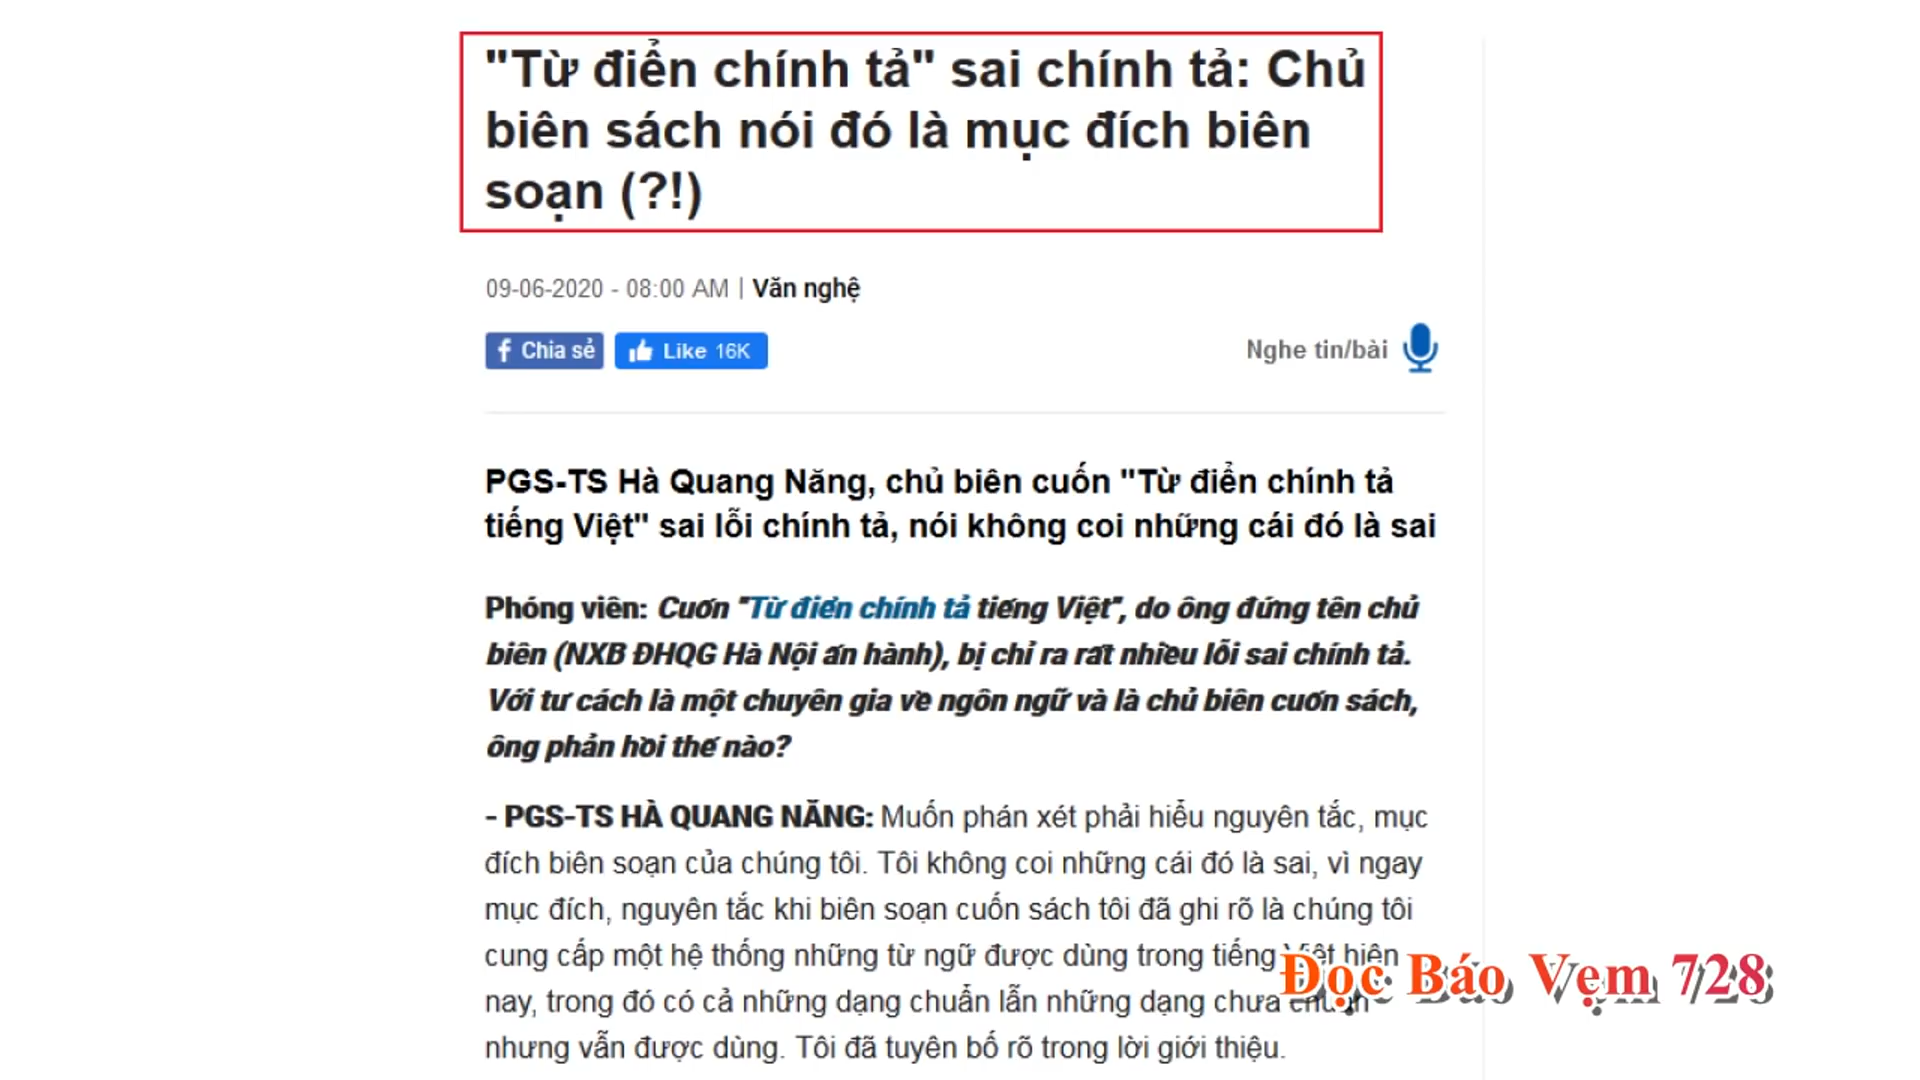 "Từ điển chính tả" sai chính tả: Chủ
biên sách nói đó là mục đích biên
soạn (?!)
09-06-2020 - 08:00 AM | Văn nghệ
Chia sẻ
Like 16K
Nghe tin/bài
PGS-TS Hà Quang Năng, chủ biên cuốn "Từ điển chính tả
tiếng Việt" sai lỗi chính tả, nói không coi những cái đó là sai
Phóng viên: Cuốn "Từ điển chính tả tiếng Việt", do ông đứng tên chủ
biên (NXB ĐHQG Hà Nội ấn hành), bị chỉ ra rất nhiều lỗi sai chính tả.
Với tư cách là một chuyên gia về ngôn ngữ và là chủ biên cuốn sách,
ông phản hồi thế nào?
- PGS-TS HÀ QUANG NĂNG: Muốn phán xét phải hiểu nguyên tắc, mục
đích biên soạn của chúng tôi. Tôi không coi những cái đó là sai, vì ngay
mục đích, nguyên tắc khi biên soạn cuốn sách tôi đã ghi rõ là chúng tôi
cung cấp một hệ thống những từ ngữ được dùng trong tiếng Việt hiện
nay, trong đó có cả những dạng chuẩn lẫn những dạng chưa chuẩn
nhưng vẫn được dùng. Tôi đã tuyên bố rõ trong lời giới thiệu.
Đọc Báo Vẹm 728